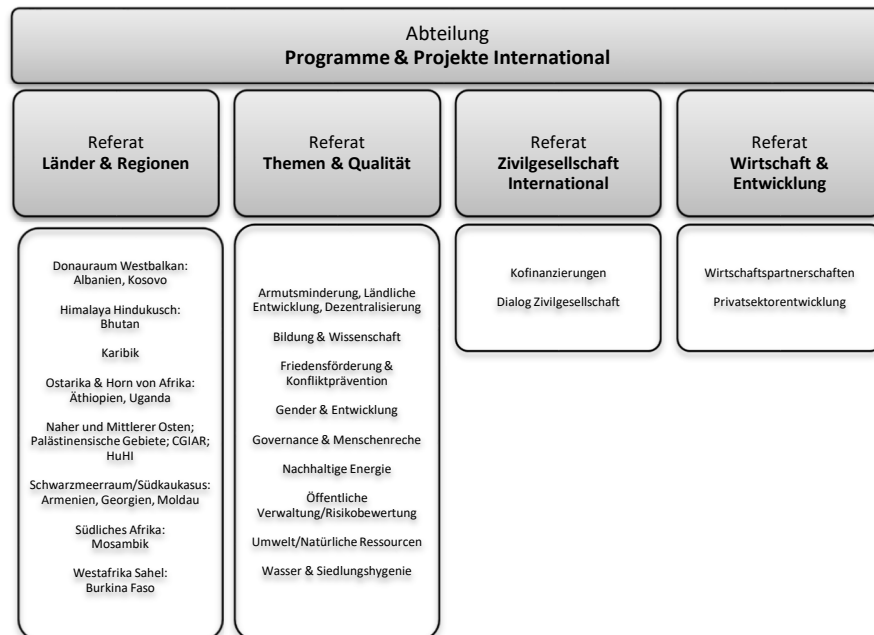 Abteilung
Programme & Projekte International
Referat
Länder & Regionen
Referat
Themen & Qualität
Referat
Zivilgesellschaft
International
Referat
Wirtschaft &
Entwicklung
Donauraum Westbalkan:
Albanien, Kosovo
Himalaya Hindukusch:
Bhutan
Karibik
Ostarika & Horn von Afrika:
Äthiopien, Uganda
Naher und Mittlerer Osten;
Palästinensische Gebiete; CGIAR;
HuHI
Schwarzmeerraum/Südkaukasus:
Armenien, Georgien, Moldau
Südliches Afrika:
Mosambik
Westafrika Sahel:
Burkina Faso
Armutsminderung, Ländliche
Entwicklung, Dezentralisierung
Bildung & Wissenschaft
Friedensförderung &
Konfliktprävention
Gender & Entwicklung
Governance & Menschenreche
Nachhaltige Energie
Öffentliche
Verwaltung/Risikobewertung
Umwelt/Natürliche Ressourcen
Wasser & Siedlungshygenie
Kofinanzierungen
Dialog Zivilgesellschaft
Wirtschaftspartnerschaften
Privatsektorentwicklung